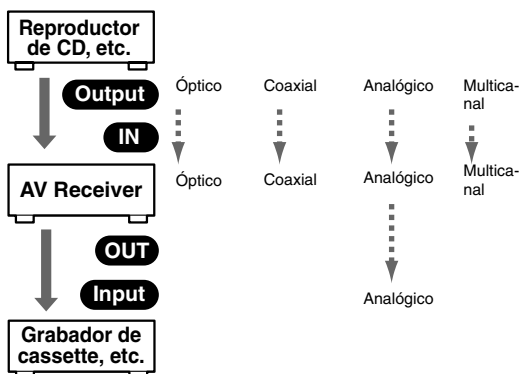 Reproductor
de CD, etc.
Output
Óptico
Coaxial
Analógico
Multica-
nal
IN
AV Receiver
Óptico
Coaxial
Analógico
Multica-
nal
OUT
Input
Analógico
Grabador de
cassette, etc.